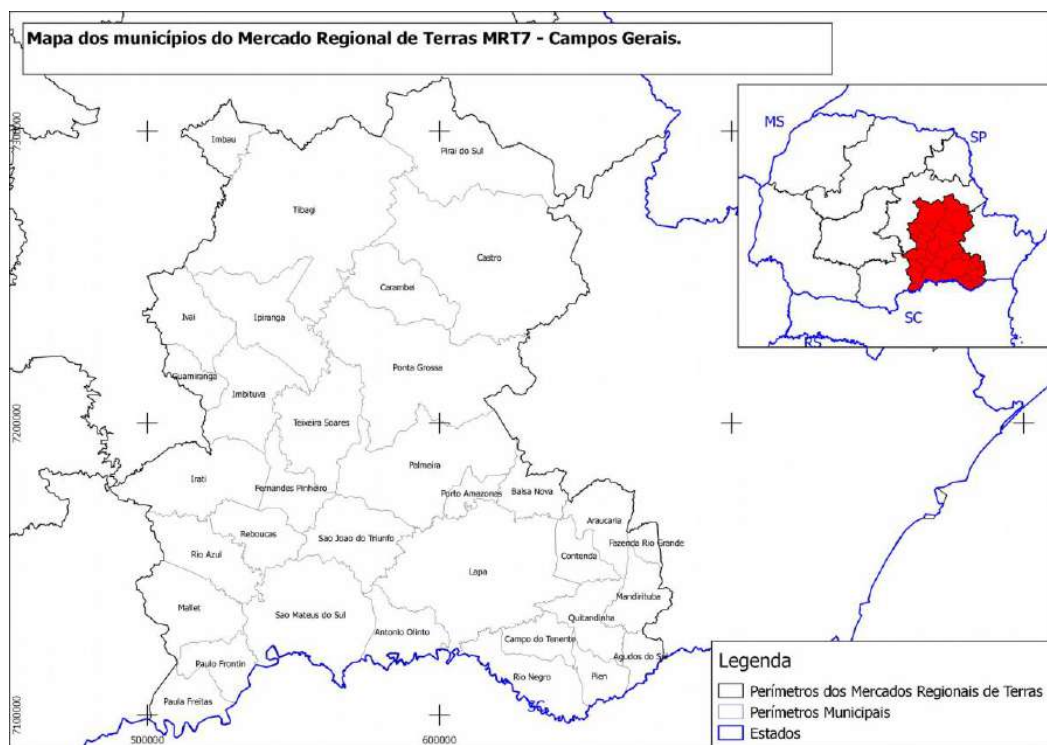 Mapa dos municípios do Mercado Regional de Terras MRT7 - Campos Gerais.
MS
SP
SC
RS
7300000
7200000
7100000
500000
600000
Imbau
Pirai do Sul
Tibagi
Castro
Carambei
Ivai
Ipiranga
Guamiranga
Imbituva
Ponta Grossa
Teixeira Soares
Palmeira
Irati
Fernandes Pinheiro
Porto Amazonas
Balsa Nova
Araucaria
Reboucas
Sao Joao do Triunfo
Fazenda Rio Grande
Rio Azul
Contenda
Lapa
Mandirituba
Mallet
Sao Mateus do Sul
Quitandinha
Antonio Olinto
Campo do Tenente
Agudos do Sul
Paulo Frontin
Rio Negro
Pien
Paula Freitas
SC
Legenda
Perímetros dos Mercados Regionais de Terras
Perímetros Municipais
Estados